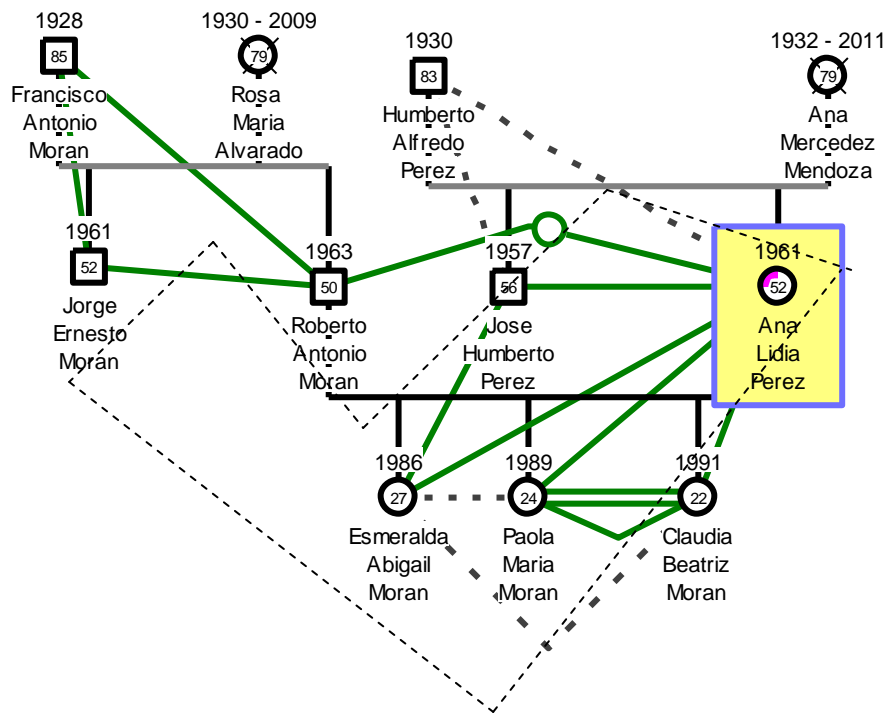 1928
85
Francisco
Antonio
Moran
1930 - 2009
79
Rosa
Maria
Alvarado
1930
83
Humberto
Alfredo
Perez
1932 - 2011
79
Ana
Mercedez
Mendoza
1961
52
Jorge
Ernesto
Morán
1963
50
Roberto
Antonio
Moran
1957
56
Jose
Humberto
Perez
1961
52
Ana
Lidia
Perez
1986
27
Esmeralda
Abigail
Moran
1989
24
Paola
Maria
Moran
1991
22
Claudia
Beatriz
Moran